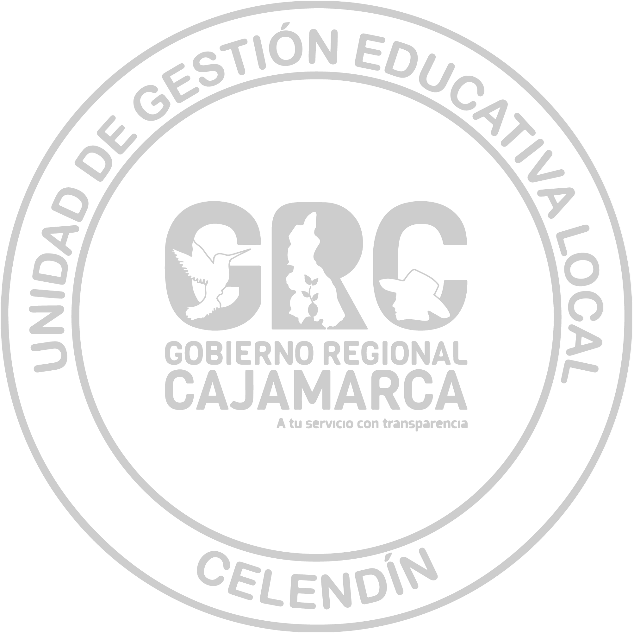 UNIDAD DE GESTIÓN EDUCATIVA LOCAL
GRC
GOBIERNO REGIONAL
CAJAMARCA
A tu servicio con transparencia
CELENDÍN